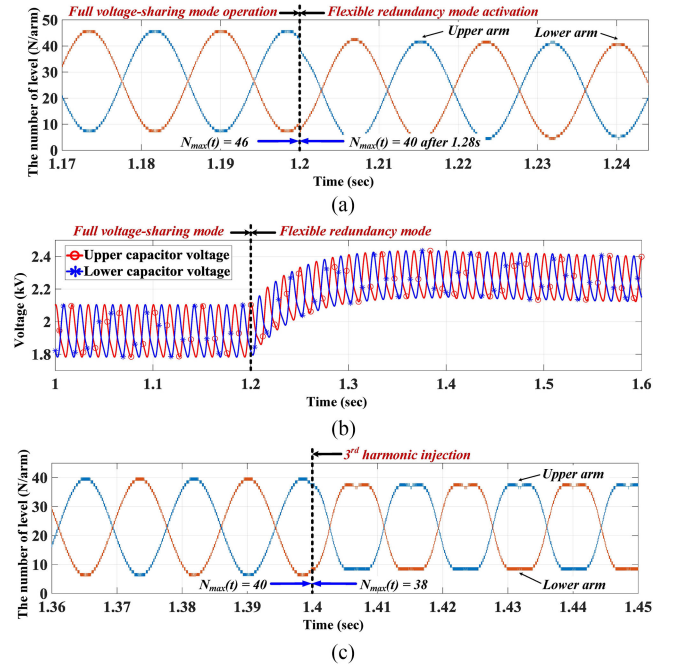 Full voltage-sharing mode operation
Flexible redundancy mode activation
The number of level (N/arm)
50
40
30
20
10
0
Upper arm
Lower arm
Nmax(t) = 46
Nmax(t) = 40 after 1.28s
1.17
1.18
1.19
1.2
1.21
1.22
1.23
1.24
Time (sec)
(a)
Full voltage-sharing mode
Flexible redundancy mode
Voltage (kV)
2.4
2.2
2
1.8
Upper capacitor voltage
Lower capacitor voltage
1
1.1
1.2
1.3
1.4
1.5
1.6
Time (sec)
(b)
3rd harmonic injection
The number of level (N/arm)
40
30
20
10
0
Upper arm
Lower arm
Nmax(t) = 40
Nmax(t) = 38
1.36
1.37
1.38
1.39
1.4
1.41
1.42
1.43
1.44
1.45
Time (sec)
(c)